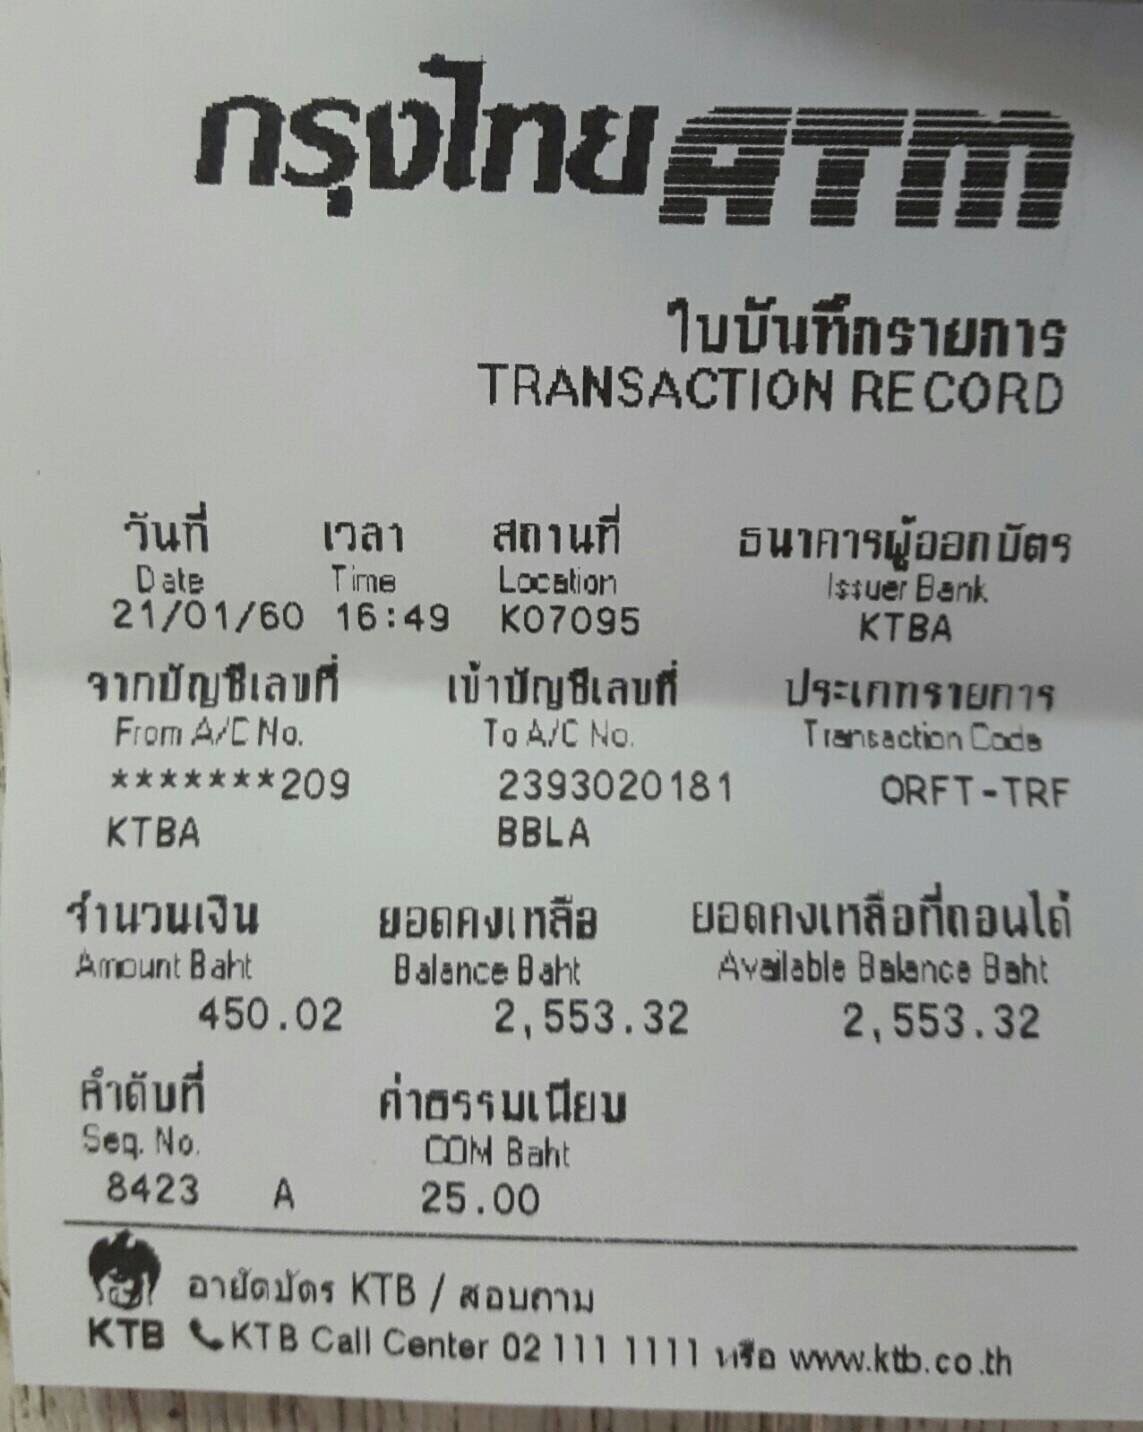 กรุงไทย ATM
ใบบันทึกรายการ
TRANSACTION RECORD
วันที่ เวลา สถานที่ ธนาคารผู้ออกบัตร
Date Time Location Issuer Bank
21/01/60 16:49 K07095 KTBA
จากบัญชีเลขที่ เข้าบัญชีเลขที่ ประเภทรายการ
From A/C No. To A/C No. Transaction Code
*******209 2393020181 ORFT-TRF
KTBA BBLA
จำนวนเงิน ยอดคงเหลือ ยอดคงเหลือที่ถอนได้
Amount Baht Balance Baht Available Balance Baht
450.02 2,553.32 2,553.32
ลำดับที่ ค่าธรรมเนียม
Seq. No. COM Baht
8423 A 25.00
อายัดบัตร KTB / สอบถาม
KTB KTB Call Center 02 111 1111 หรือ www.ktb.co.th